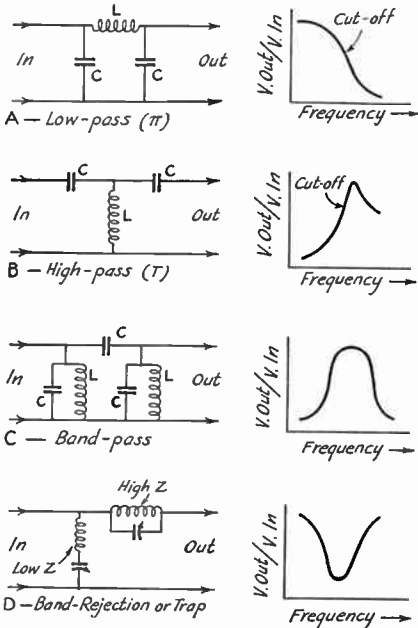 L
In
C
C
Out
A — Low-pass (π)
V.Out/V.In
Cut-off
Frequency →
C
C
In
L
Out
B — High-pass (T)
V.Out/V.In
Cut-off
Frequency →
C
In
L
L
Out
C
C
C — Band-pass
V.Out/V.In
Frequency →
High Z
In
Out
Low Z
D — Band-Rejection or Trap
V.Out/V.In
Frequency →